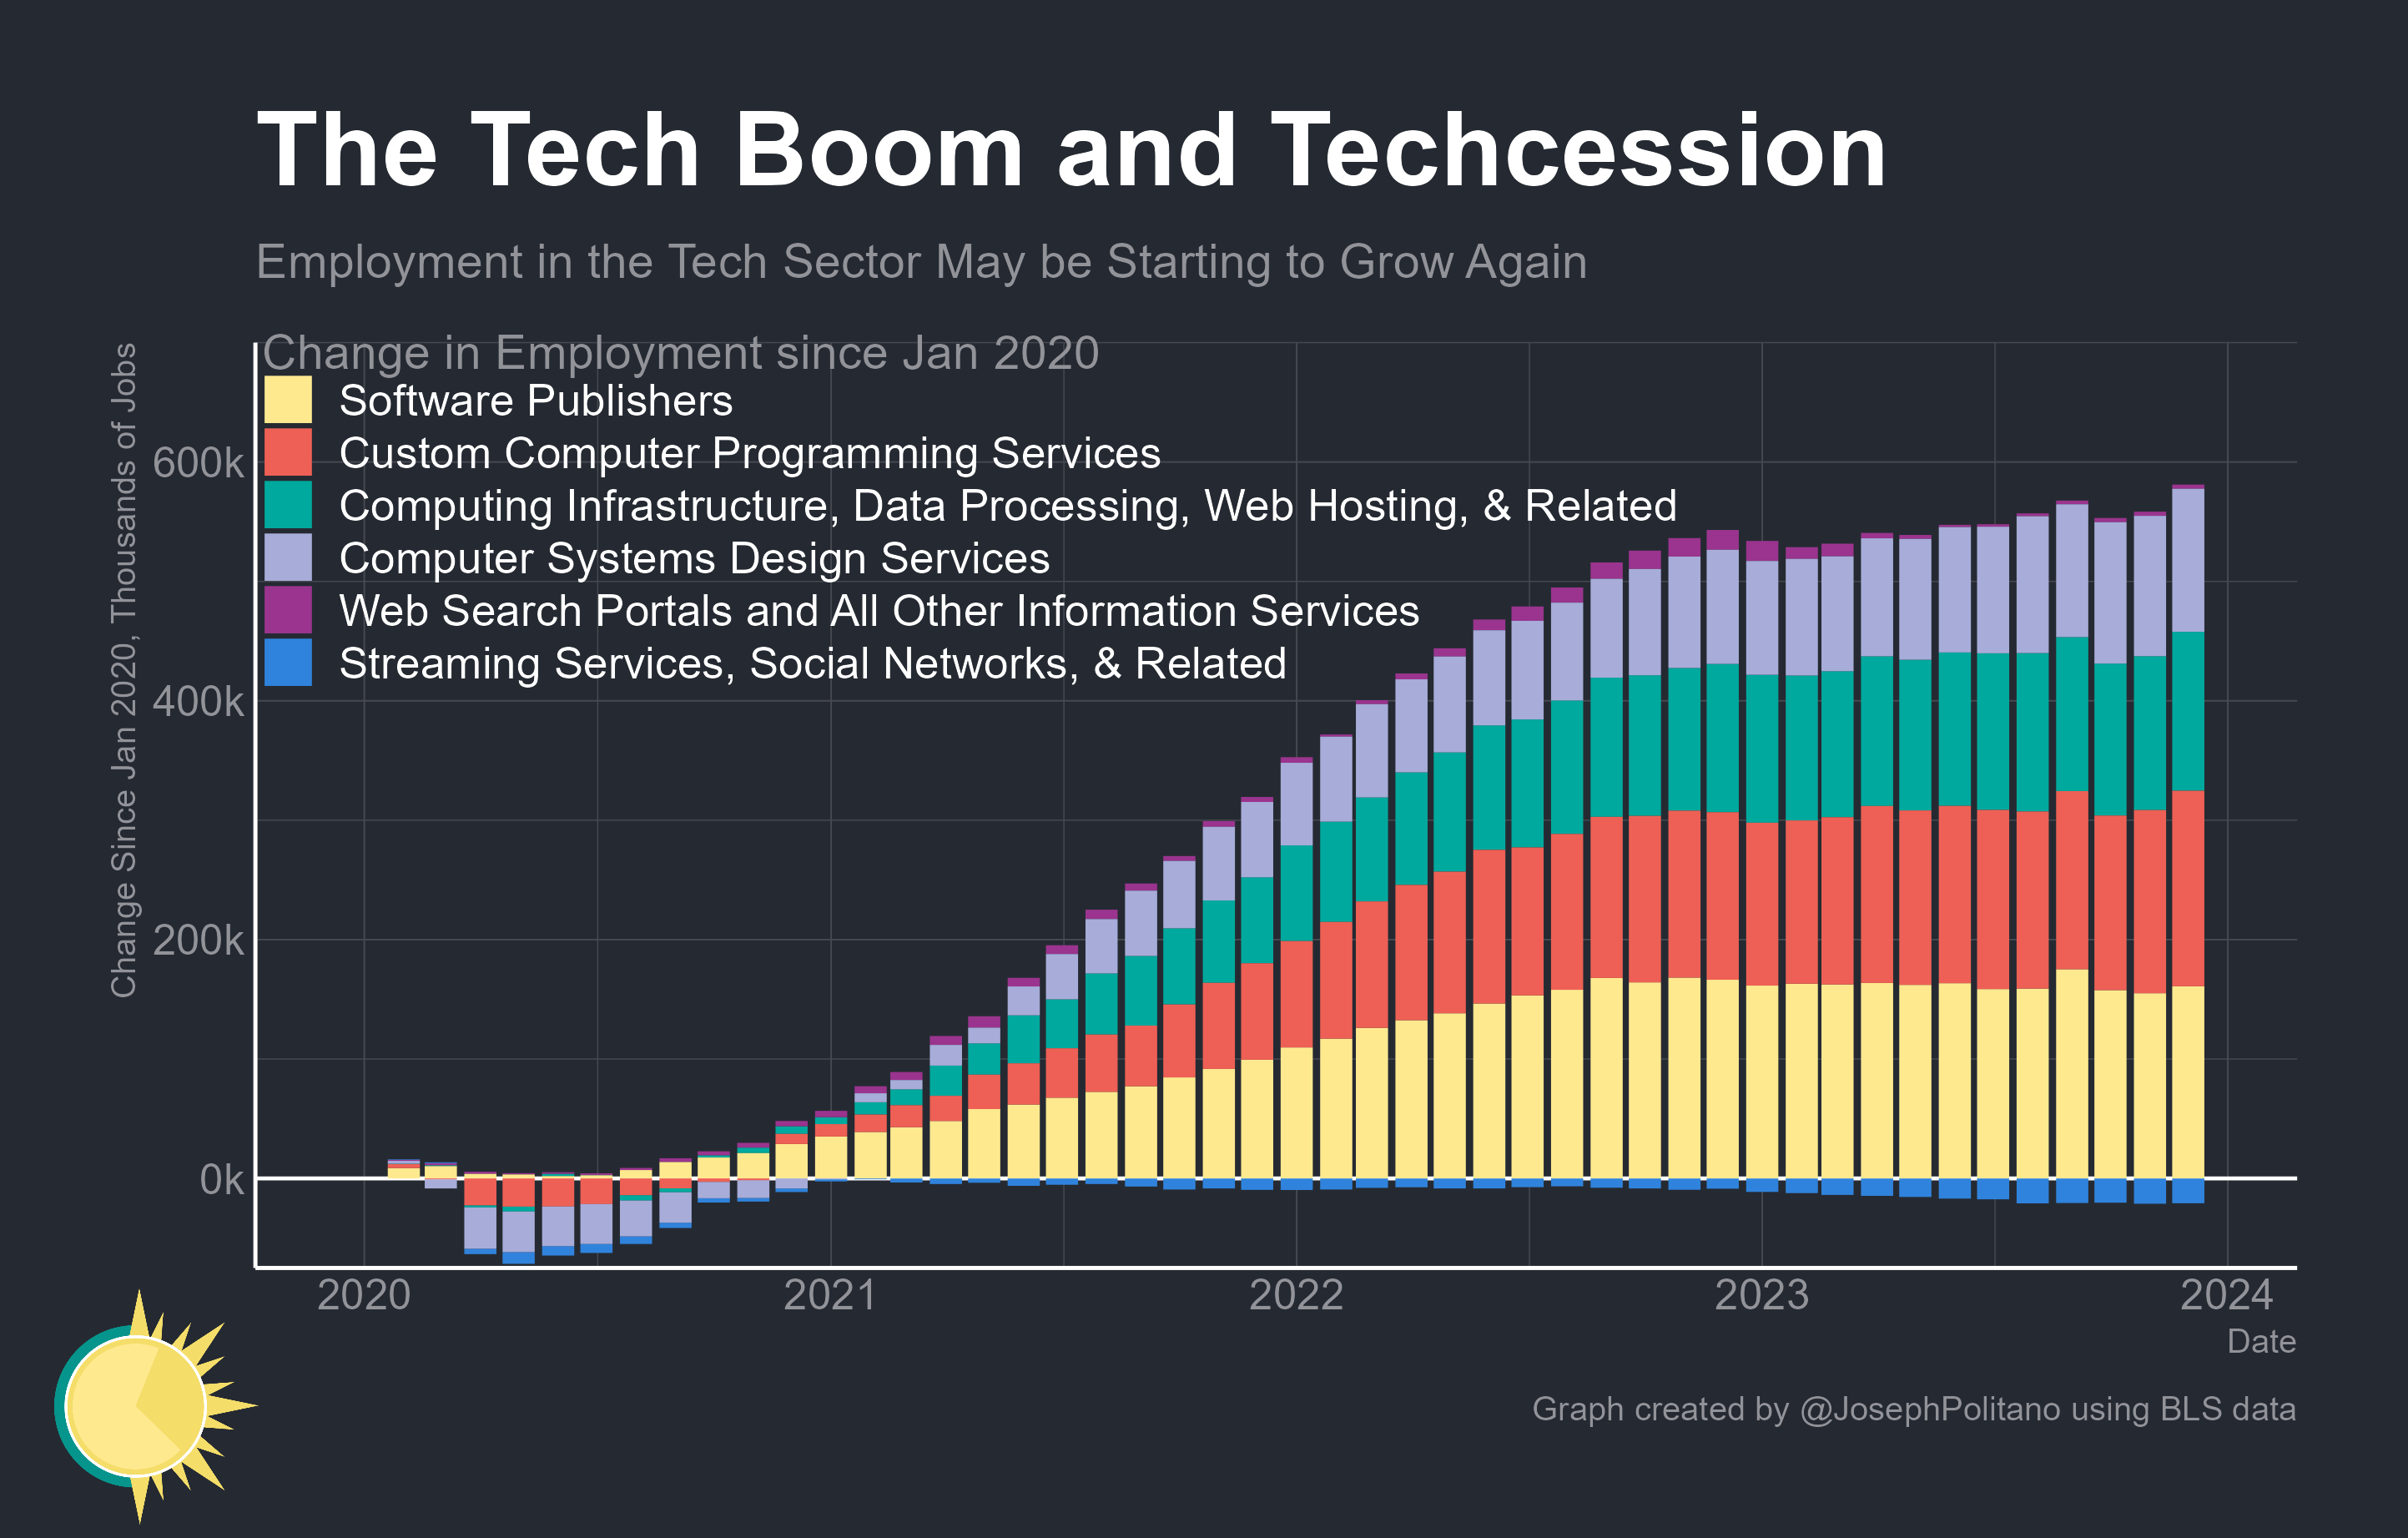 The Tech Boom and Techcession
Employment in the Tech Sector May be Starting to Grow Again
Change in Employment since Jan 2020
Software Publishers
Custom Computer Programming Services
Computing Infrastructure, Data Processing, Web Hosting, & Related
Computer Systems Design Services
Web Search Portals and All Other Information Services
Streaming Services, Social Networks, & Related
Change Since Jan 2020, Thousands of Jobs
600k
400k
200k
0k
2020
2021
2022
2023
2024
Date
Graph created by @JosephPolitano using BLS data